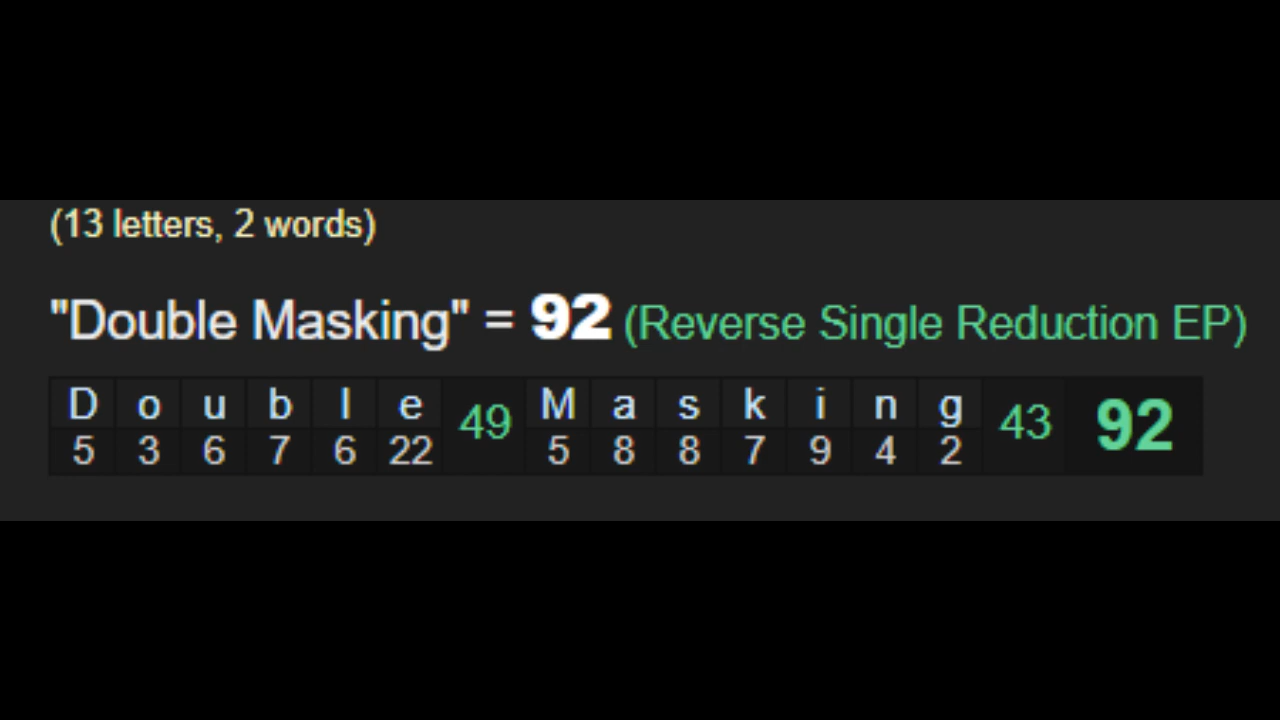 (13 letters, 2 words)
"Double Masking" = 92 (Reverse Single Reduction EP)
D o u b l e 49 M a s k i n g 43 92
5 3 6 7 6 22 5 8 8 7 9 4 2